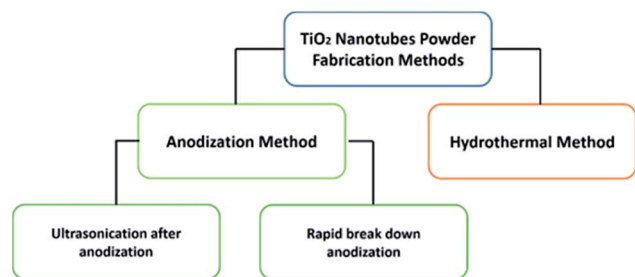 TiO₂ Nanotubes Powder
Fabrication Methods
Anodization Method
Hydrothermal Method
Ultrasonication after
anodization
Rapid break down
anodization